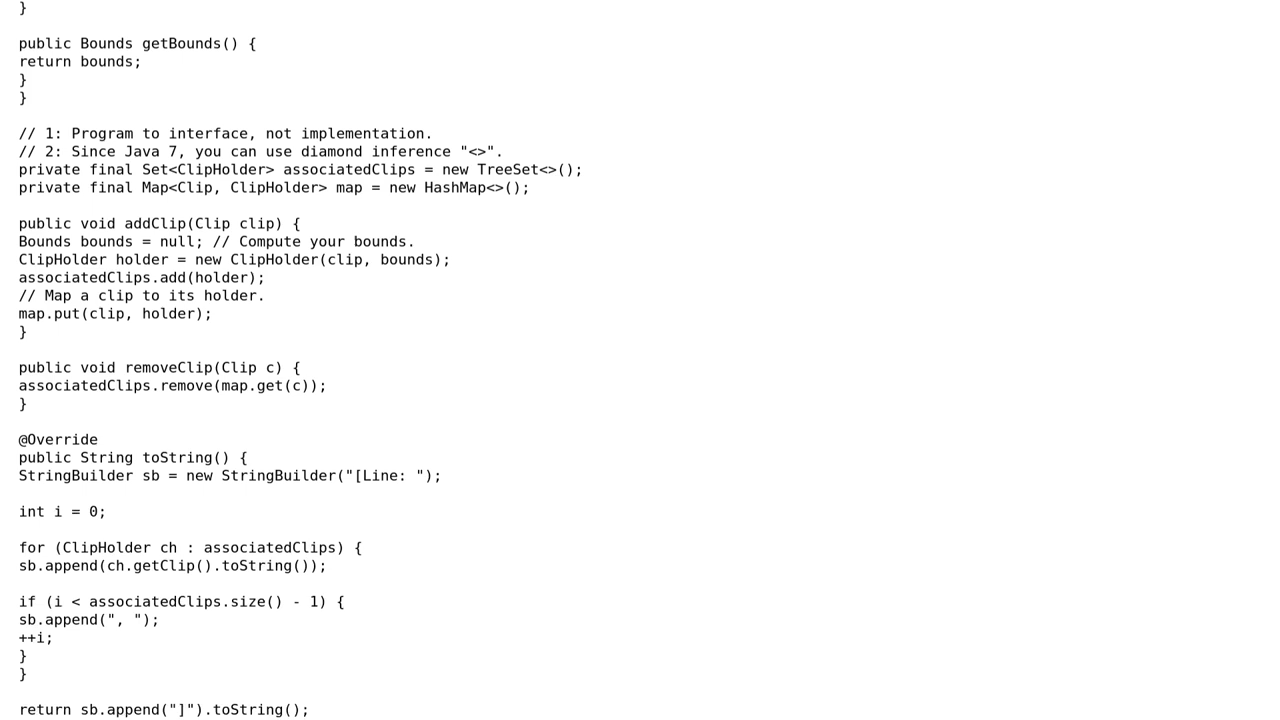 }
public Bounds getBounds() {
return bounds;
}
}
// 1: Program to interface, not implementation.
// 2: Since Java 7, you can use diamond inference "<>".
private final Set<ClipHolder> associatedClips = new TreeSet<>();
private final Map<Clip, ClipHolder> map = new HashMap<>();
public void addClip(Clip clip) {
Bounds bounds = null; // Compute your bounds.
ClipHolder holder = new ClipHolder(clip, bounds);
associatedClips.add(holder);
// Map a clip to its holder.
map.put(clip, holder);
}
public void removeClip(Clip c) {
associatedClips.remove(map.get(c));
}
@Override
public String toString() {
StringBuilder sb = new StringBuilder("[Line: ");
int i = 0;
for (ClipHolder ch : associatedClips) {
sb.append(ch.getClip().toString());
if (i < associatedClips.size() - 1) {
sb.append(", ");
++i;
}
}
return sb.append("]").toString();